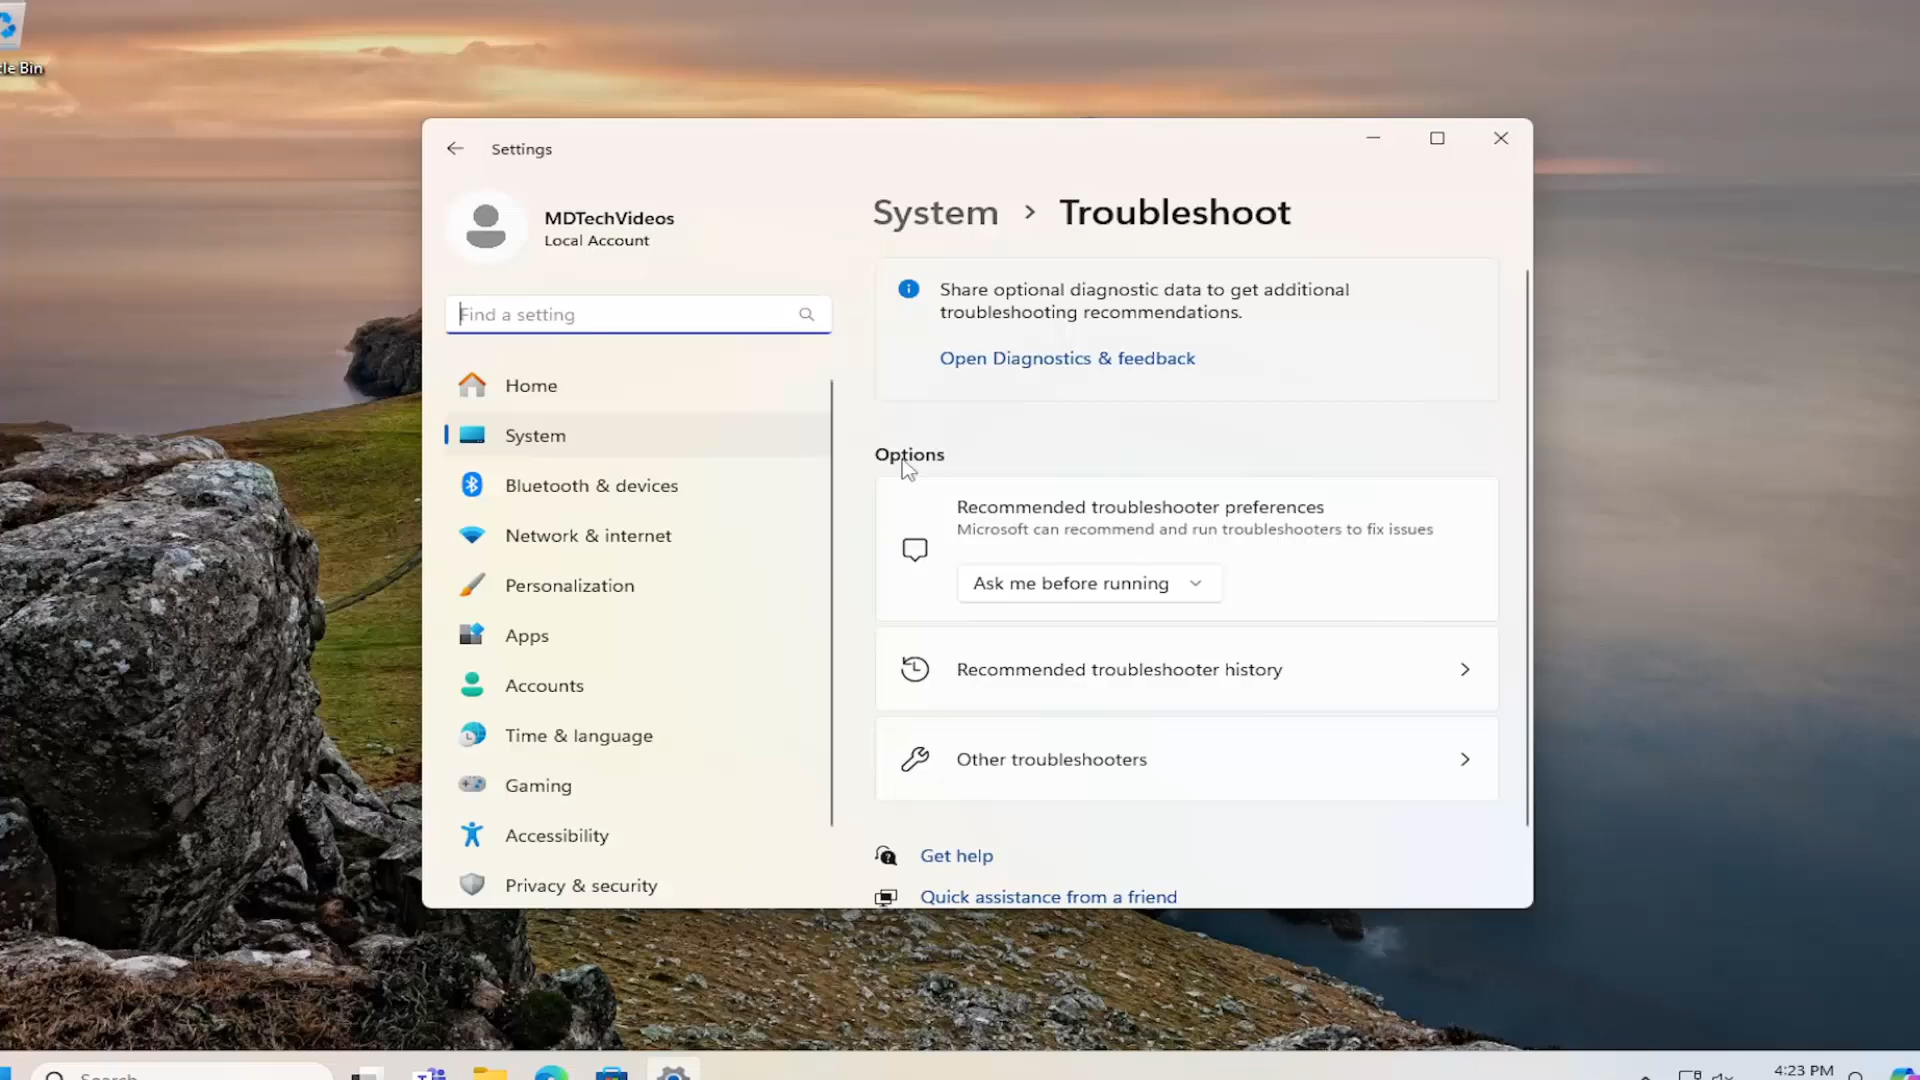 cle Bin
Settings
MDTechVideos
Local Account
Find a setting
Home
System
Bluetooth & devices
Network & internet
Personalization
Apps
Accounts
Time & language
Gaming
Accessibility
Privacy & security
System > Troubleshoot
Share optional diagnostic data to get additional
troubleshooting recommendations.
Open Diagnostics & feedback
Options
Recommended troubleshooter preferences
Microsoft can recommend and run troubleshooters to fix issues
Ask me before running
Recommended troubleshooter history
Other troubleshooters
Get help
Quick assistance from a friend
Search
4:23 PM